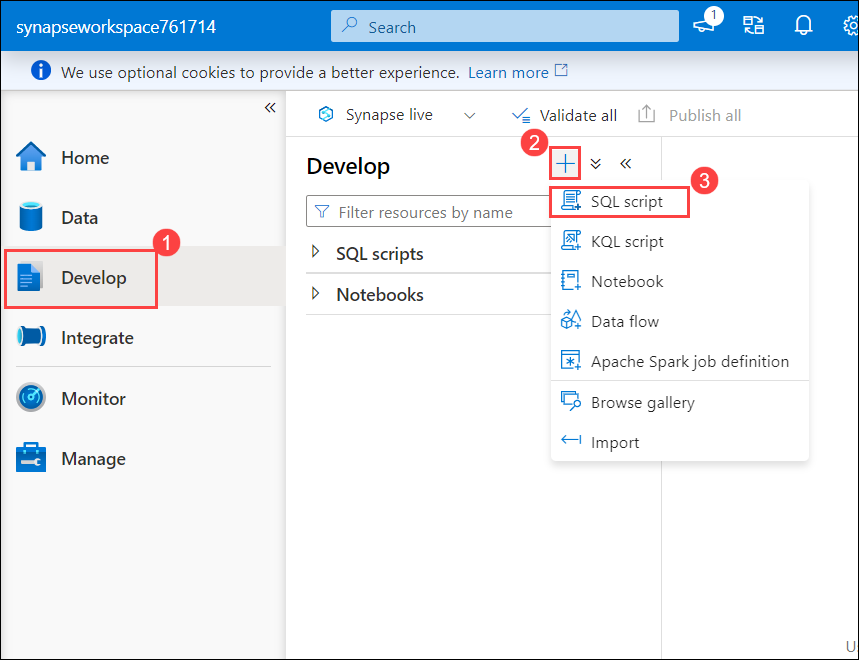 synapseworkspace761714
Search
1
We use optional cookies to provide a better experience. Learn more
Synapse live
Validate all
Publish all
Home
Data
1
Develop
Integrate
Monitor
Manage
Develop
2
Filter resources by name
SQL scripts
Notebooks
3
SQL script
KQL script
Notebook
Data flow
Apache Spark job definition
Browse gallery
Import
U